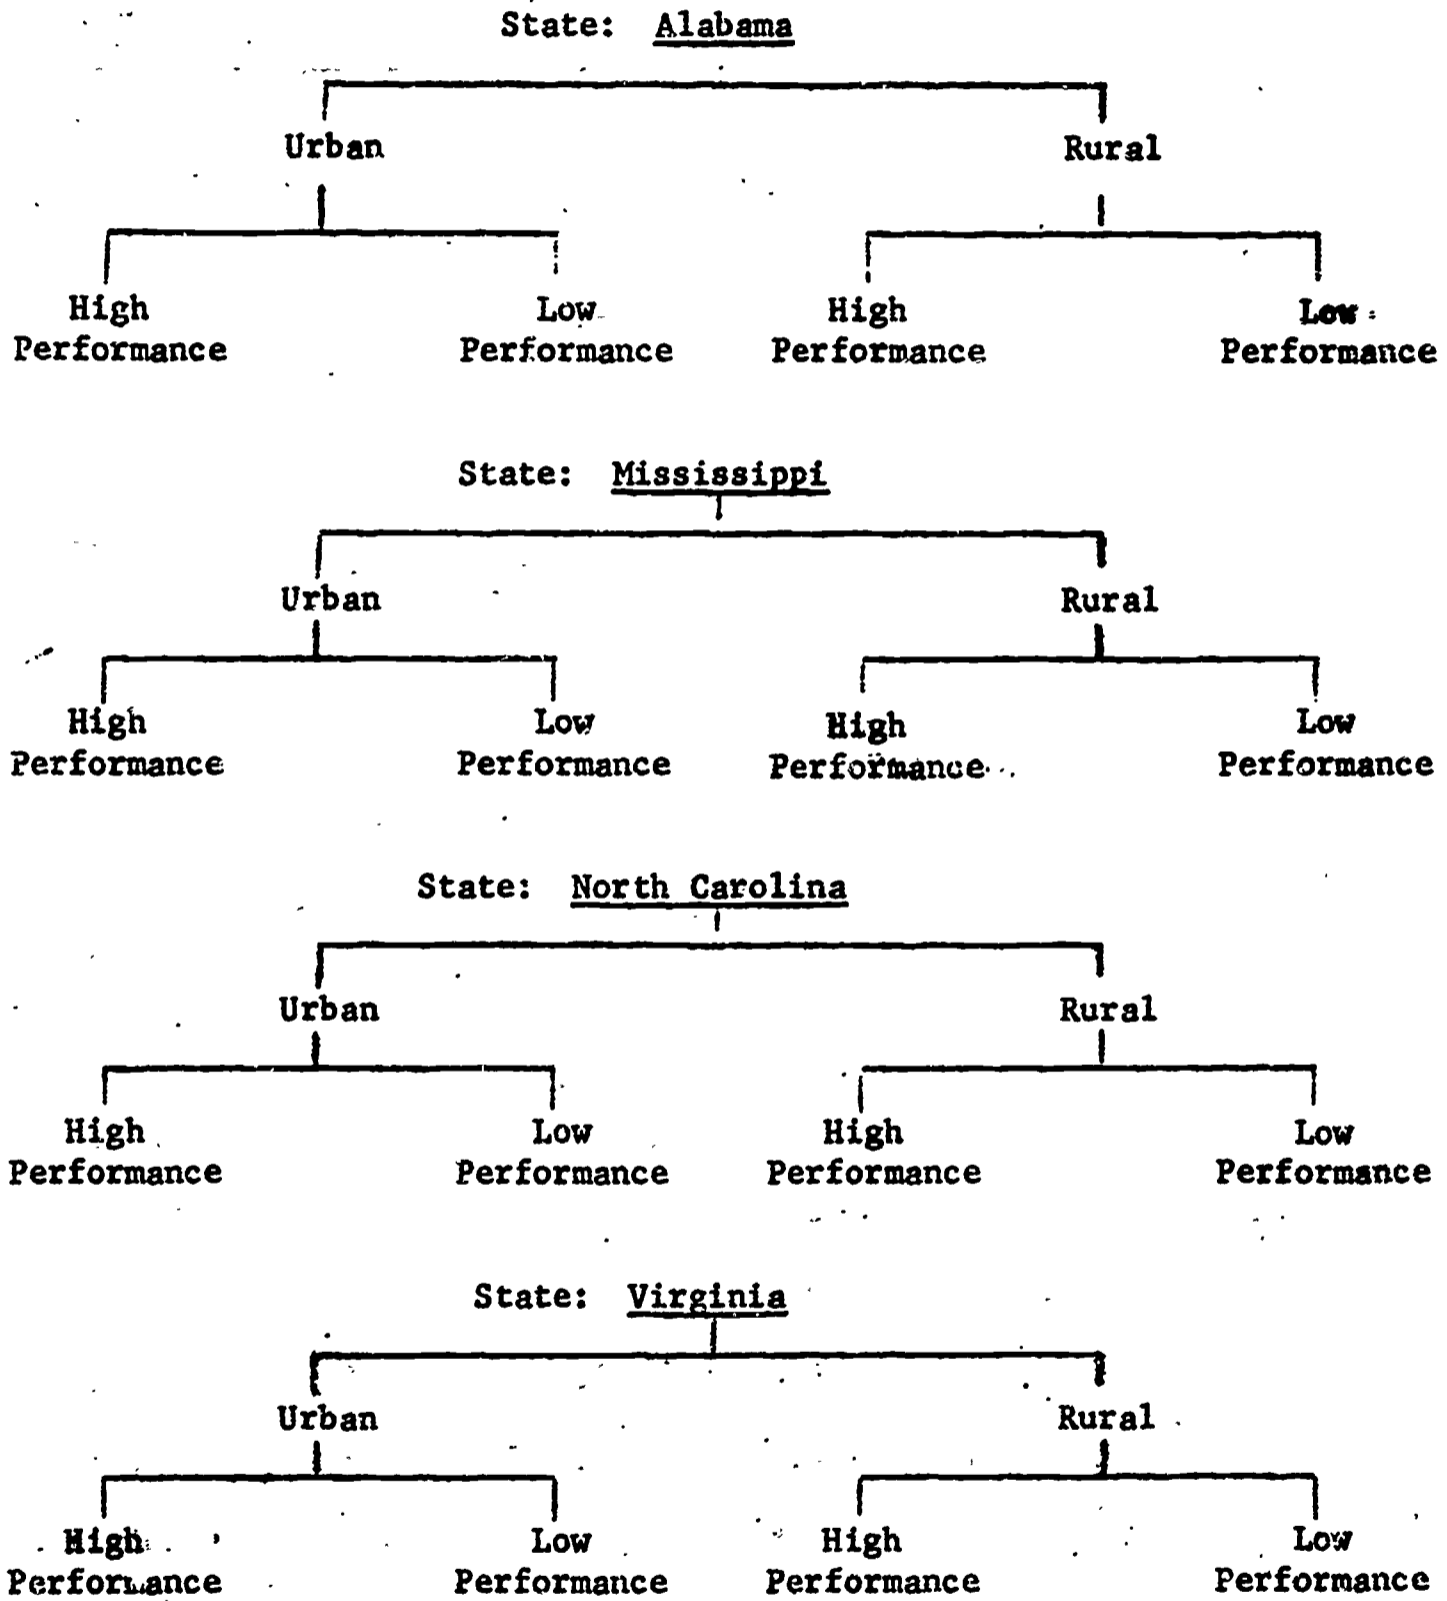 State: Alabama
Urban Rural
High Low High Low
Performance Performance Performance Performance
State: Mississippi
Urban Rural
High Low High Low
Performance Performance Performance Performance
State: North Carolina
Urban Rural
High Low High Low
Performance Performance Performance Performance
State: Virginia
Urban Rural
High Low High Low
Performance Performance Performance Performance